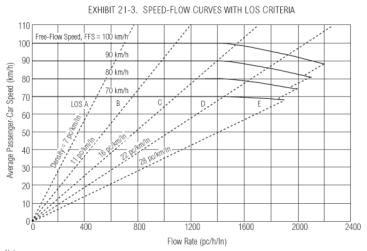 EXHIBIT 21-3. SPEED-FLOW CURVES WITH LOS CRITERIA
110
Free-Flow Speed, FFS = 100 km/h
100
90 km/h
90
80 km/h
80
70 km/h
70
LOS A
B
C
D
E
60
50
40
30
20
10
0
Density = 7 pc/km/ln
11 pc/km/ln
16 pc/km/ln
22 pc/km/ln
28 pc/km/ln
Average Passenger-Car Speed (km/h)
0
400
800
1200
1600
2000
2400
Flow Rate (pc/h/ln)